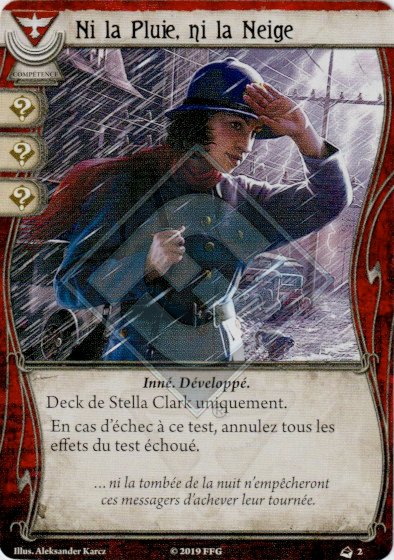 Ni la Pluie, ni la Neige
COMPÉTENCE
?
?
?
Inné. Développé.
Deck de Stella Clark uniquement.
En cas d'échec à ce test, annulez tous les
effets du test échoué.
...ni la tombée de la nuit n'empêcheront
ces messagers d'achever leur tournée.
Illus. Aleksander Karcz
© 2019 FFG
2